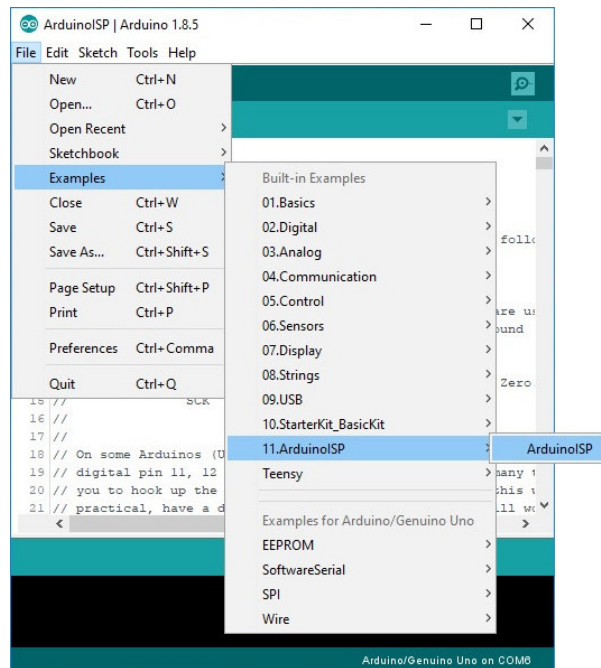 ArduinoISP | Arduino 1.8.5
File Edit Sketch Tools Help
New Ctrl+N
Open... Ctrl+O
Open Recent
Sketchbook
Examples
Close Ctrl+W
Save Ctrl+S
Save As... Ctrl+Shift+S
Page Setup Ctrl+Shift+P
Print Ctrl+P
Preferences Ctrl+Comma
Quit Ctrl+Q
Built-in Examples
01.Basics
02.Digital
03.Analog
04.Communication
05.Control
06.Sensors
07.Display
08.Strings
09.USB
10.StarterKit_BasicKit
11.ArduinoISP
Teensy
Examples for Arduino/Genuino Uno
EEPROM
SoftwareSerial
SPI
Wire
ArduinoISP
Zero
15 // SCK
16 //
17 //
18 // On some Arduinos (U
19 // digital pin 11, 12
20 // you to hook up the
21 // practical, have a d
Arduino/Genuino Uno on COM6